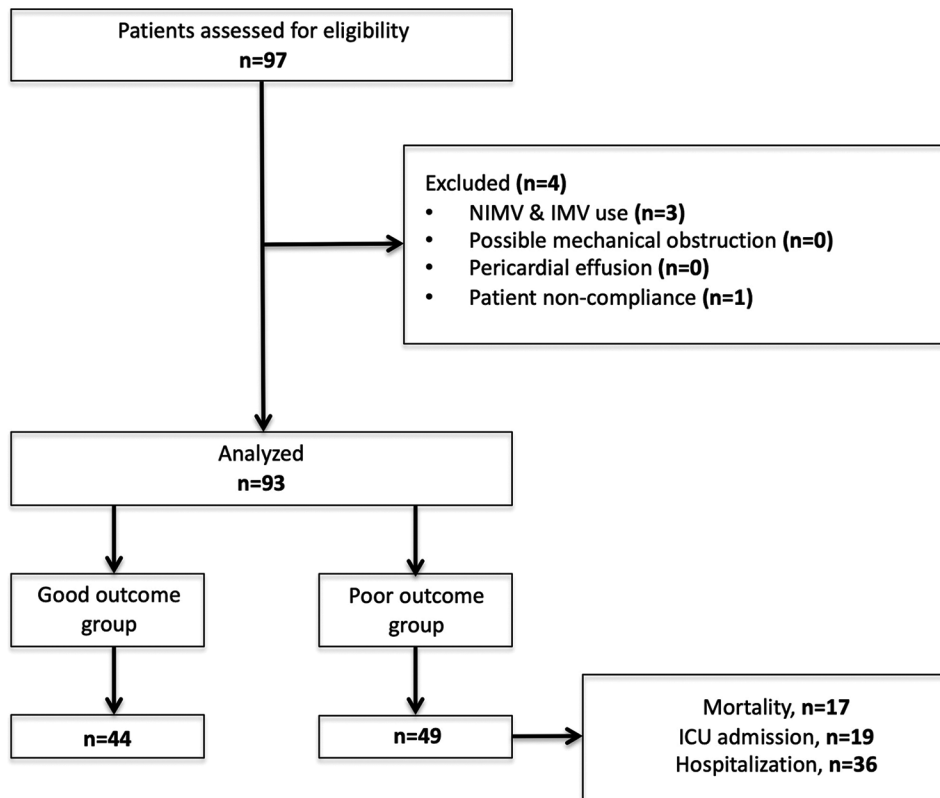 Patients assessed for eligibility
n=97
Excluded (n=4)
• NIMV & IMV use (n=3)
• Possible mechanical obstruction (n=0)
• Pericardial effusion (n=0)
• Patient non-compliance (n=1)
Analyzed
n=93
Good outcome
group
Poor outcome
group
n=44
n=49
Mortality, n=17
ICU admission, n=19
Hospitalization, n=36